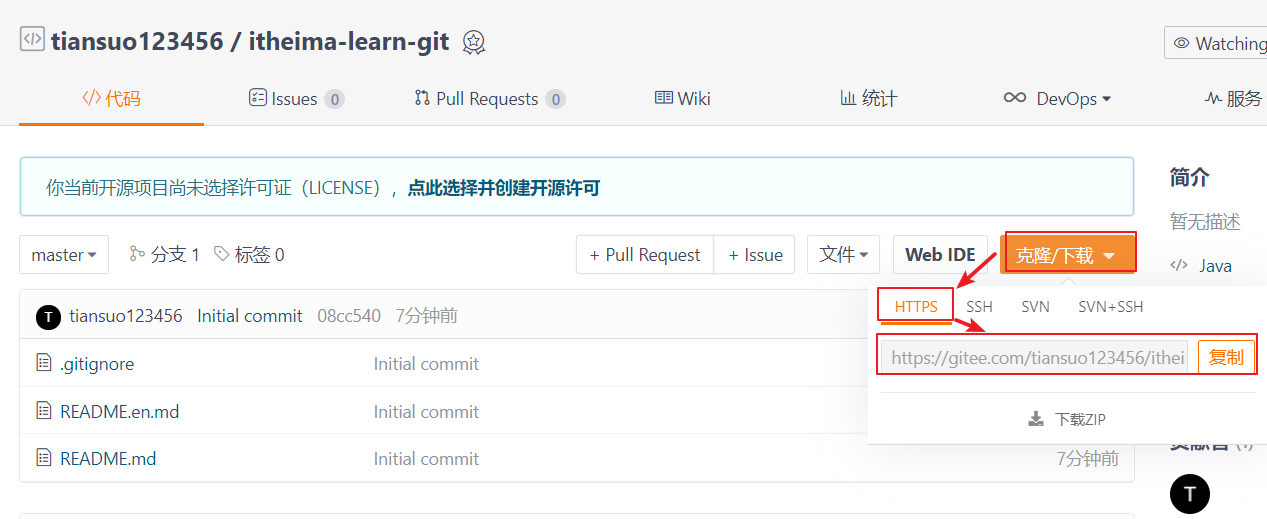 tiansuo123456 / itheima-learn-git
Watching
代码 Issues 0 Pull Requests 0 Wiki 统计 DevOps 服务
你当前开源项目尚未选择许可证（LICENSE），点此选择并创建开源许可
简介
暂无描述
master 分支 1 标签 0 + Pull Request + Issue 文件 Web IDE 克隆/下载
Java
HTTPS SSH SVN SVN+SSH
T tiansuo123456 Initial commit 08cc540 7分钟前
https://gitee.com/tiansuo123456/ithei 复制
.gitignore Initial commit
README.en.md Initial commit
下载ZIP
README.md Initial commit 7分钟前
T